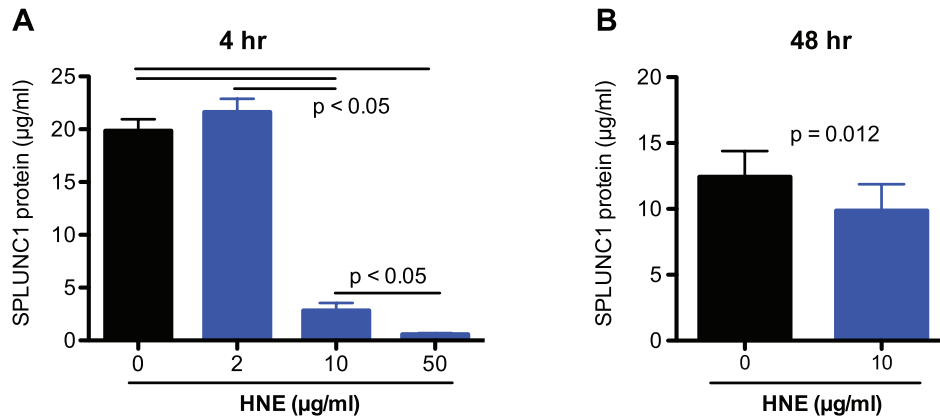 A
4 hr
SPLUNC1 protein (µg/ml)
25
20
15
10
5
0
p < 0.05
p < 0.05
0 2 10 50
HNE (µg/ml)
B
48 hr
SPLUNC1 protein (µg/ml)
20
15
10
5
0
p = 0.012
0 10
HNE (µg/ml)